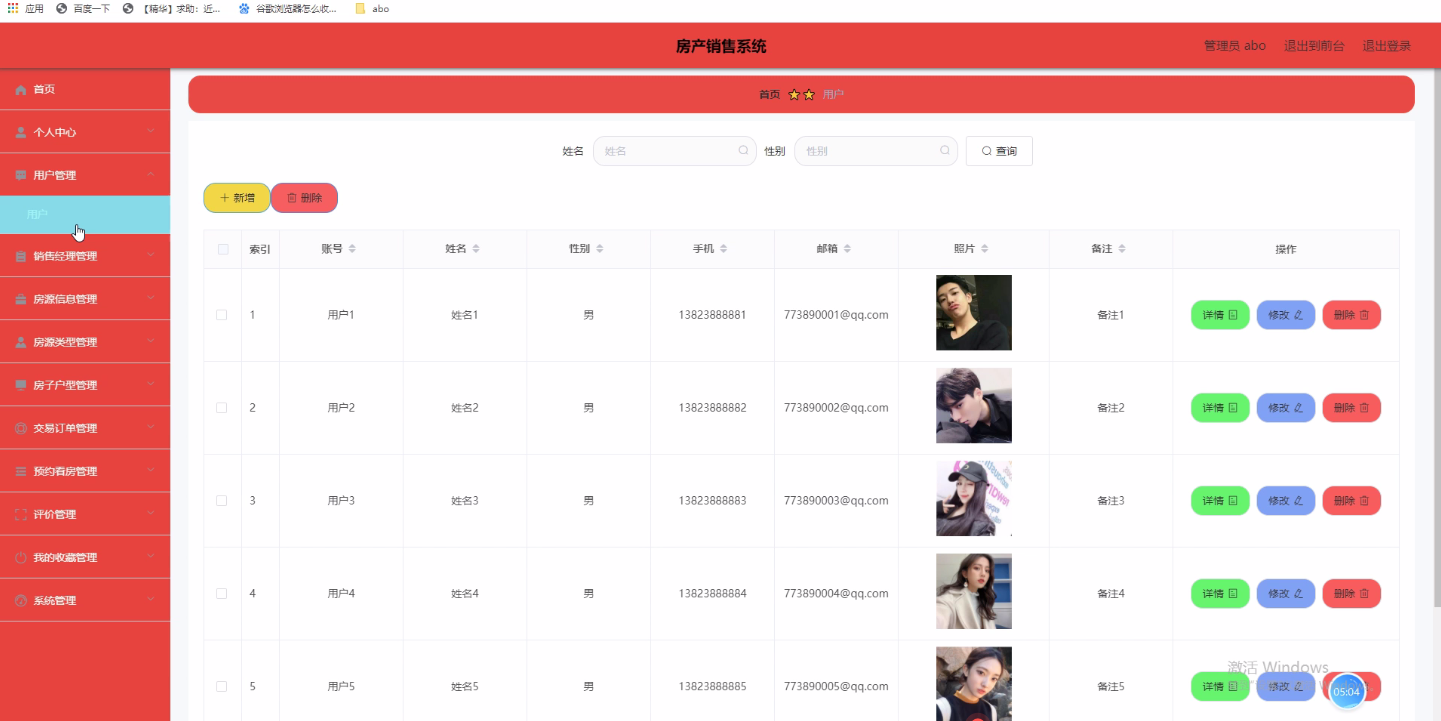 应用 百度一下 【精华】求助：近... 谷歌浏览器怎么收... abo
房产销售系统
管理员 abo 退出到前台 退出登录
首页
个人中心
用户管理
用户
销售经理管理
房源信息管理
房源类型管理
房子户型管理
交易订单管理
预约看房管理
评价管理
我的收藏管理
系统管理
首页 用户
姓名 姓名 性别 性别 查询
新增 删除
索引 账号 姓名 性别 手机 邮箱 照片 备注 操作
1 用户1 姓名1 男 13823888881 773890001@qq.com 备注1 详情 修改 删除
2 用户2 姓名2 男 13823888882 773890002@qq.com 备注2 详情 修改 删除
3 用户3 姓名3 男 13823888883 773890003@qq.com 备注3 详情 修改 删除
4 用户4 姓名4 男 13823888884 773890004@qq.com 备注4 详情 修改 删除
5 用户5 姓名5 男 13823888885 773890005@qq.com 备注5 详情 修改
激活 Windows
05:04